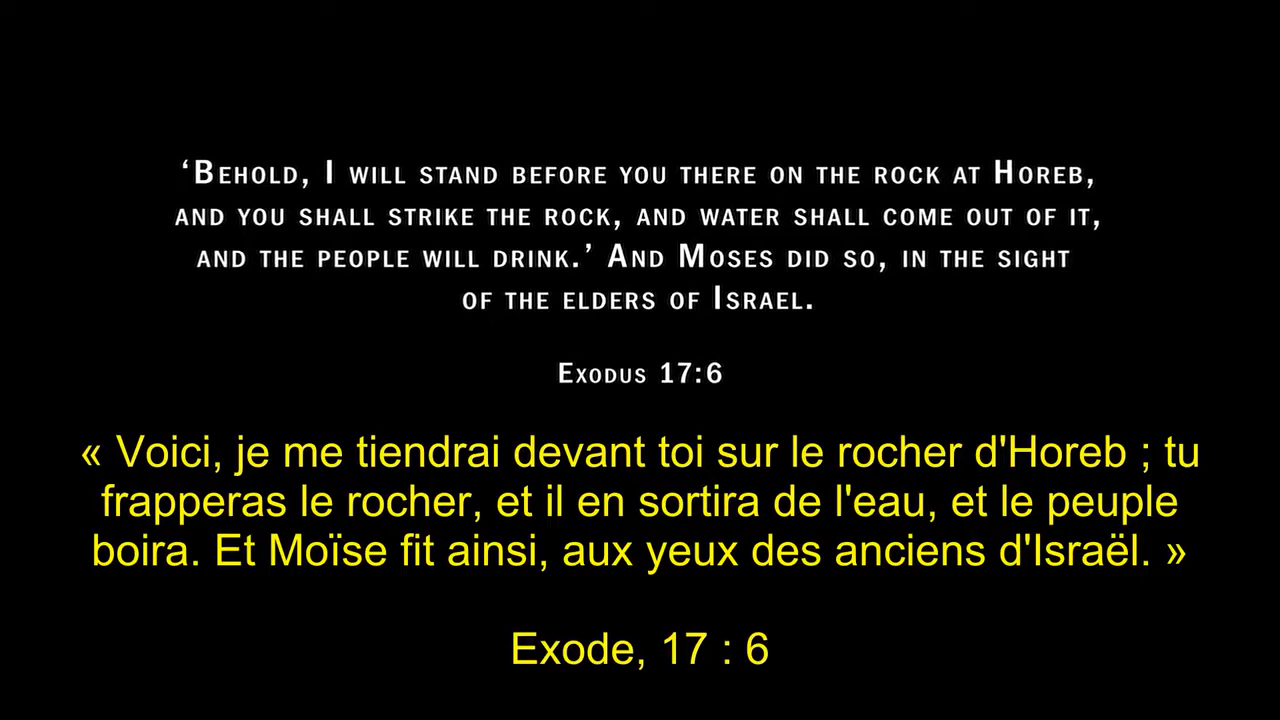 ‘Behold, I will stand before you there on the rock at Horeb,
and you shall strike the rock, and water shall come out of it,
and the people will drink.’ And Moses did so, in the sight
of the elders of Israel.
Exodus 17:6
« Voici, je me tiendrai devant toi sur le rocher d'Horeb ; tu
frapperas le rocher, et il en sortira de l'eau, et le peuple
boira. Et Moïse fit ainsi, aux yeux des anciens d'Israël. »
Exode, 17 : 6